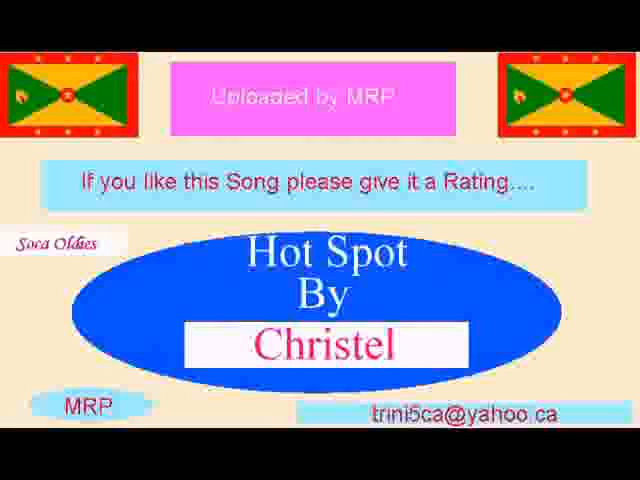 Uploaded by MRP
If you like this Song please give it a Rating....
Soca Oldies
Hot Spot
By
Christel
MRP
trini5ca@yahoo.ca